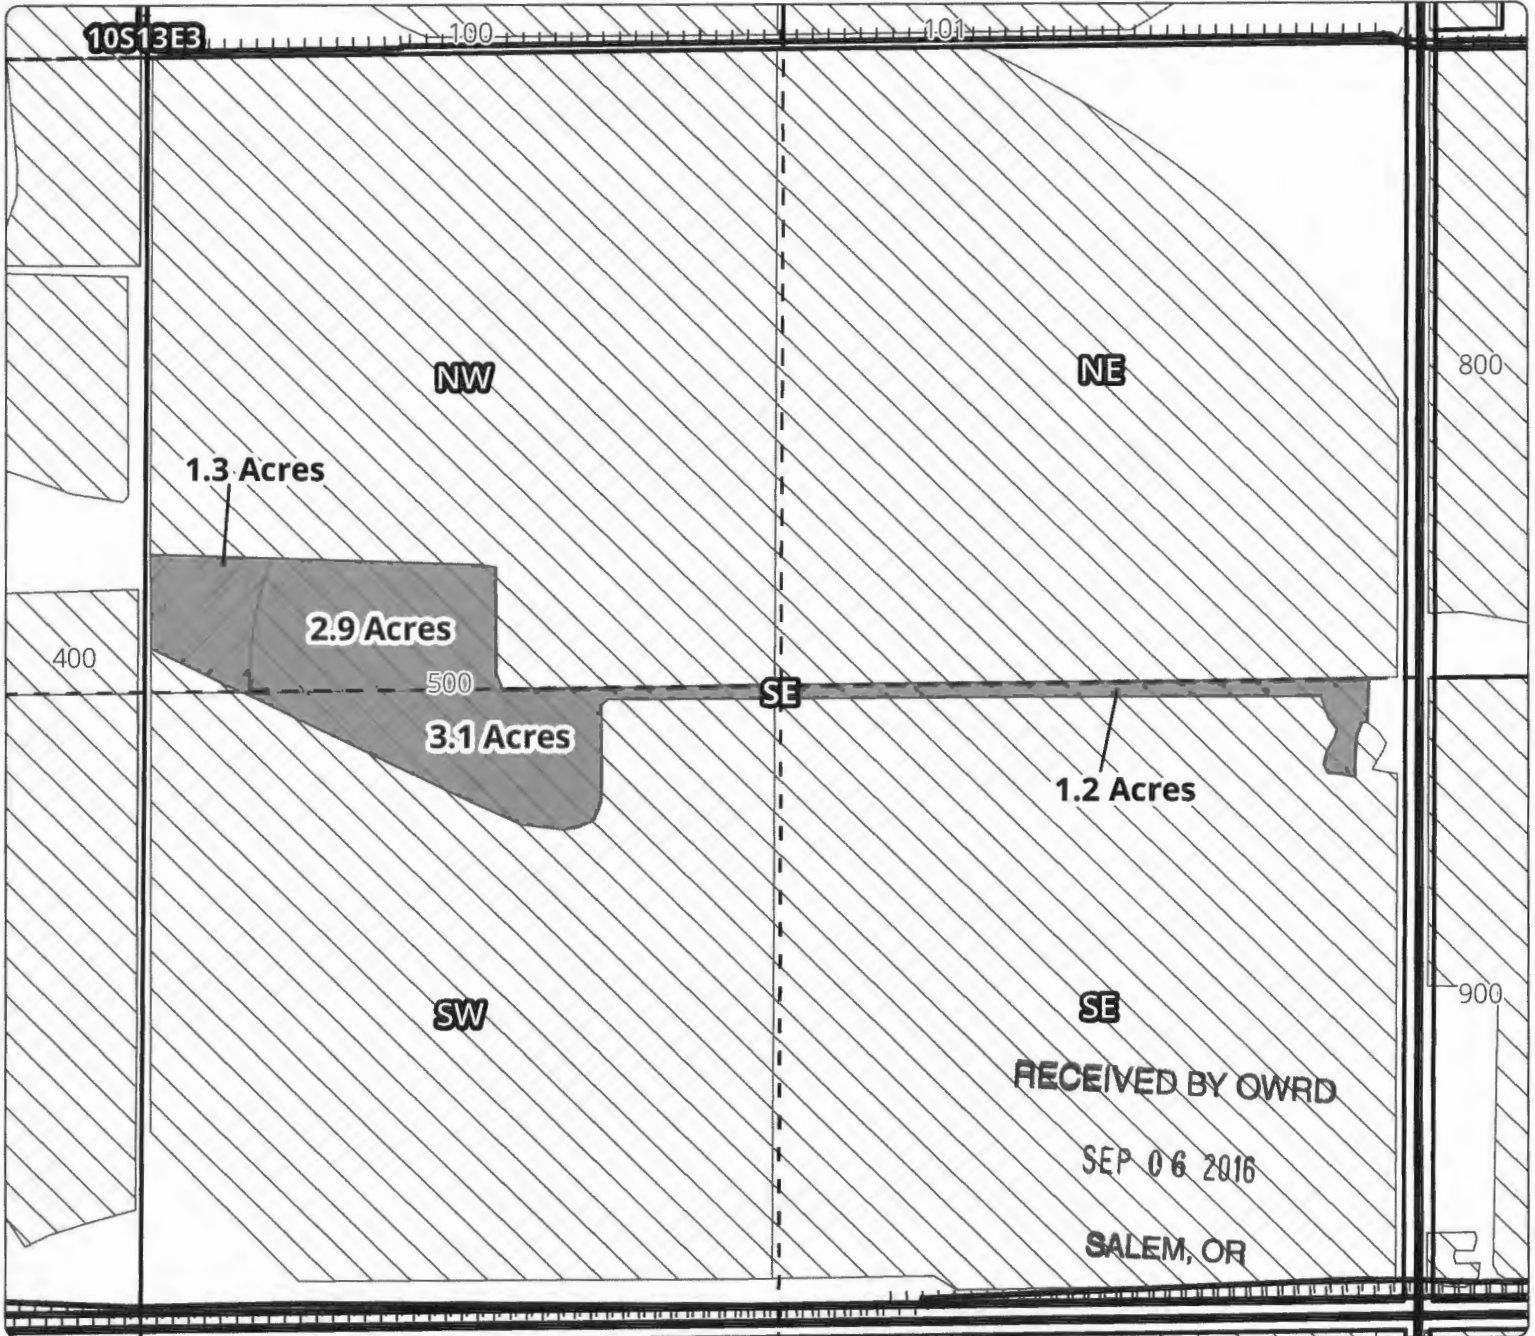 10S13E3
100
101
NW
NE
800
1.3 Acres
2.9 Acres
400
500
SE
3.1 Acres
1.2 Acres
SW
SE
900
RECEIVED BY OWRD
SEP 06 2016
SALEM, OR